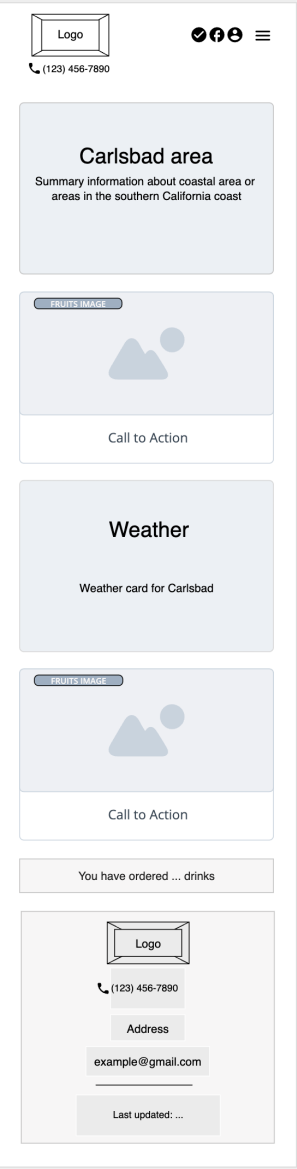 Logo
(123) 456-7890
Carlsbad area
Summary information about coastal area or
areas in the southern California coast
FRUITS IMAGE
Call to Action
Weather
Weather card for Carlsbad
FRUITS IMAGE
Call to Action
You have ordered ... drinks
Logo
(123) 456-7890
Address
example@gmail.com
Last updated: ...